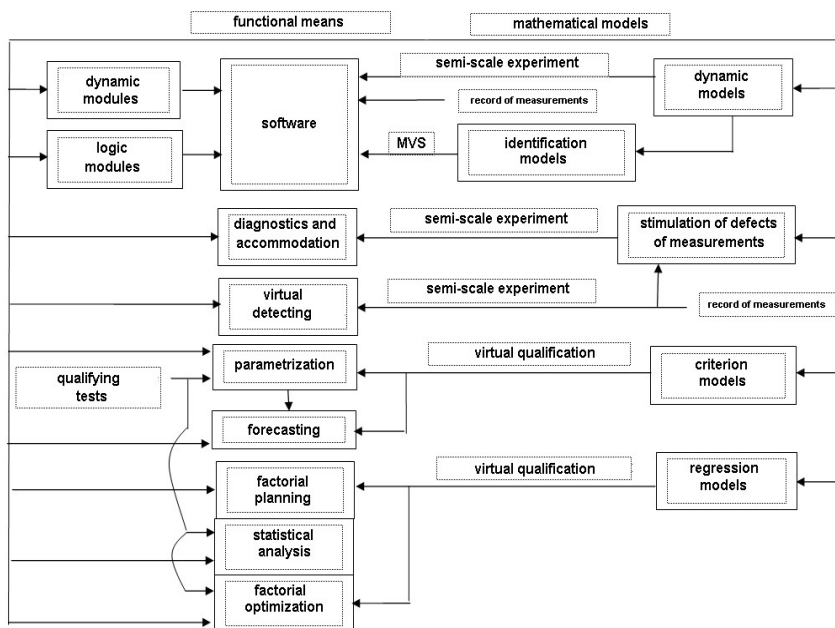 functional means
mathematical models
dynamic
modules
software
semi-scale experiment
dynamic
models
record of measurements
logic
modules
MVS
identification
models
diagnostics and
accommodation
semi-scale experiment
stimulation of defects
of measurements
virtual
detecting
semi-scale experiment
record of measurements
qualifying
tests
parametrization
virtual qualification
criterion
models
forecasting
factorial
planning
virtual qualification
regression
models
statistical
analysis
factorial
optimization